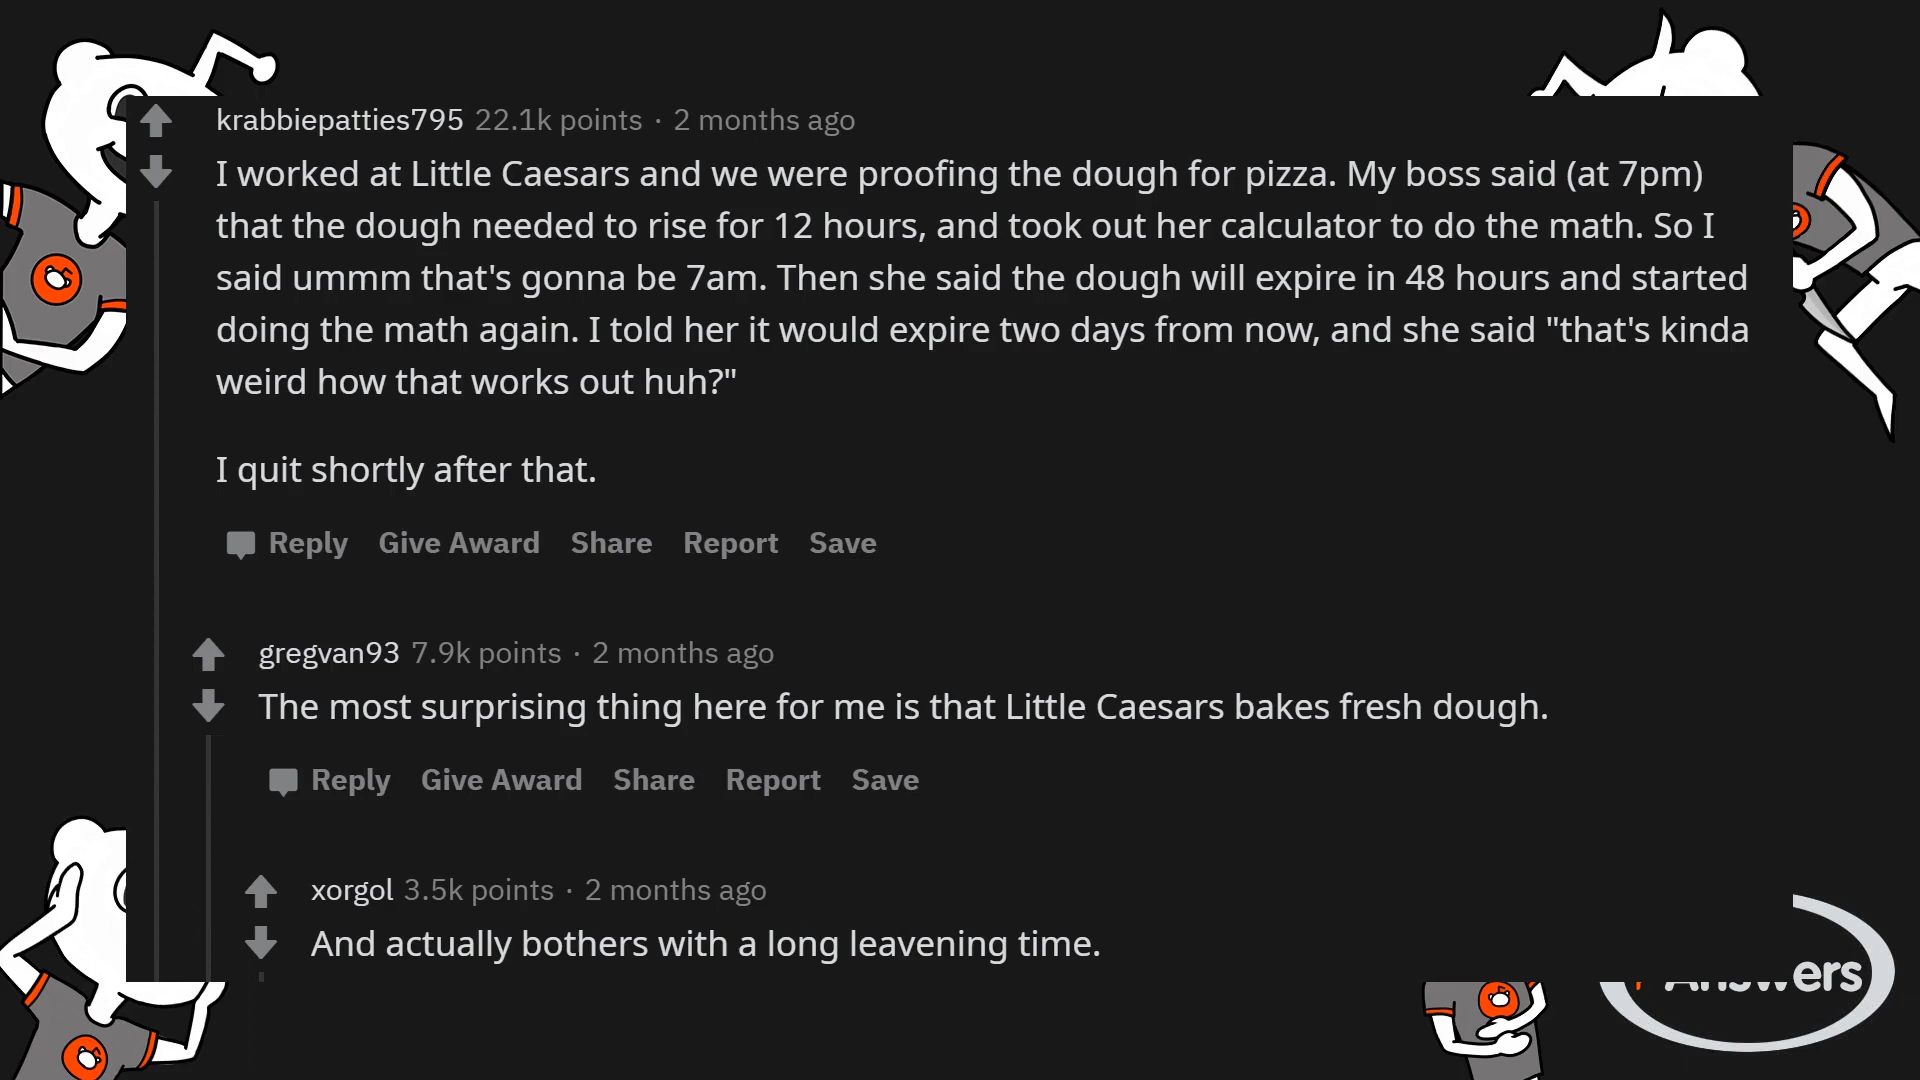 krabbiepatties795 22.1k points · 2 months ago
I worked at Little Caesars and we were proofing the dough for pizza. My boss said (at 7pm)
that the dough needed to rise for 12 hours, and took out her calculator to do the math. So I
said ummm that's gonna be 7am. Then she said the dough will expire in 48 hours and started
doing the math again. I told her it would expire two days from now, and she said "that's kinda
weird how that works out huh?"
I quit shortly after that.
Reply Give Award Share Report Save
gregvan93 7.9k points · 2 months ago
The most surprising thing here for me is that Little Caesars bakes fresh dough.
Reply Give Award Share Report Save
xorgol 3.5k points · 2 months ago
And actually bothers with a long leavening time.
Answers